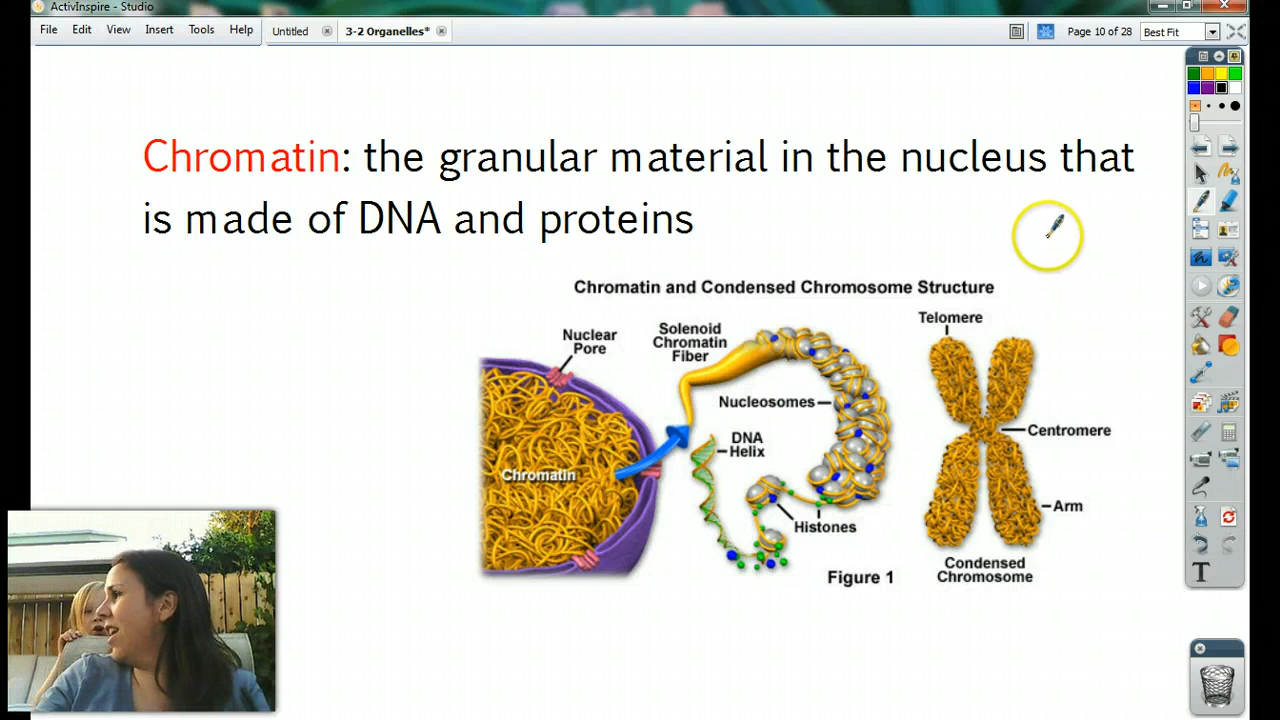 ActivInspire - Studio
File Edit View Insert Tools Help Untitled 3-2 Organelles* Page 10 of 28 Best Fit
Chromatin: the granular material in the nucleus that
is made of DNA and proteins
Chromatin and Condensed Chromosome Structure
Nuclear
Pore
Solenoid
Chromatin
Fiber
Telomere
Nucleosomes
DNA
Helix
Centromere
Chromatin
Histones
Arm
Condensed
Chromosome
Figure 1
T